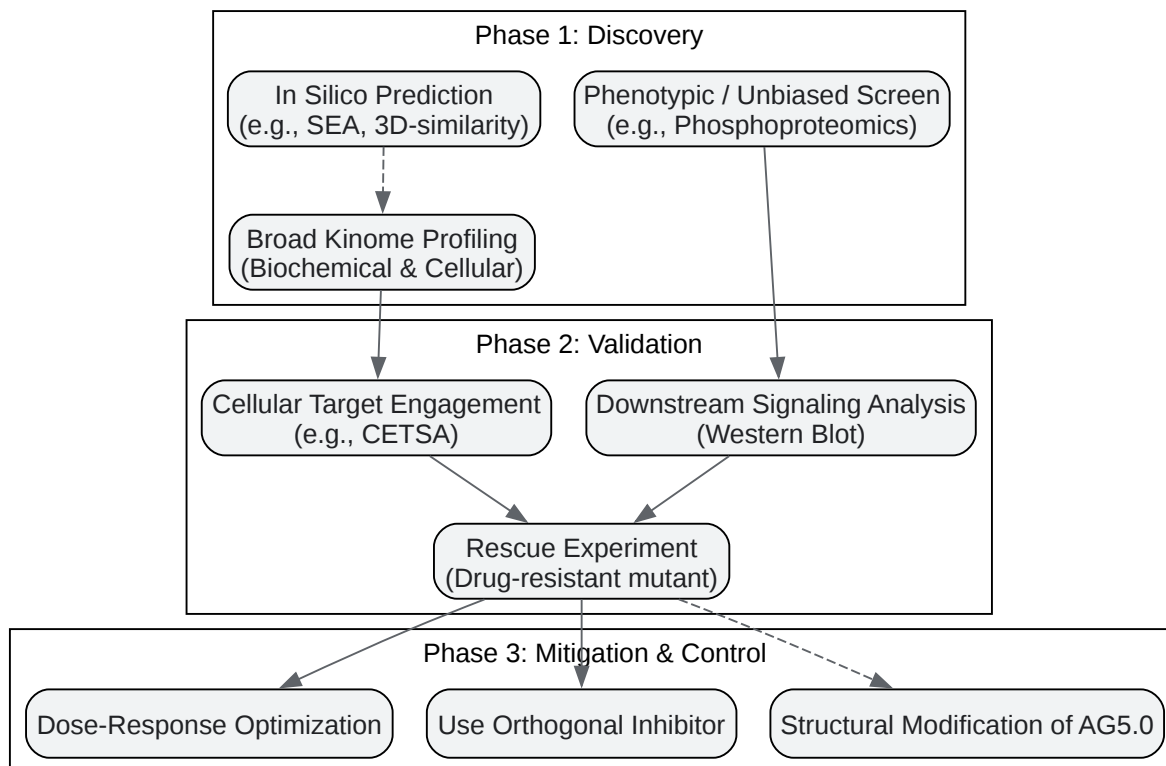 Phase 1: Discovery
In Silico Prediction
(e.g., SEA, 3D-similarity)
Phenotypic / Unbiased Screen
(e.g., Phosphoproteomics)
Broad Kinome Profiling
(Biochemical & Cellular)
Phase 2: Validation
Cellular Target Engagement
(e.g., CETSA)
Downstream Signaling Analysis
(Western Blot)
Rescue Experiment
(Drug-resistant mutant)
Phase 3: Mitigation & Control
Dose-Response Optimization
Use Orthogonal Inhibitor
Structural Modification of AG5.0